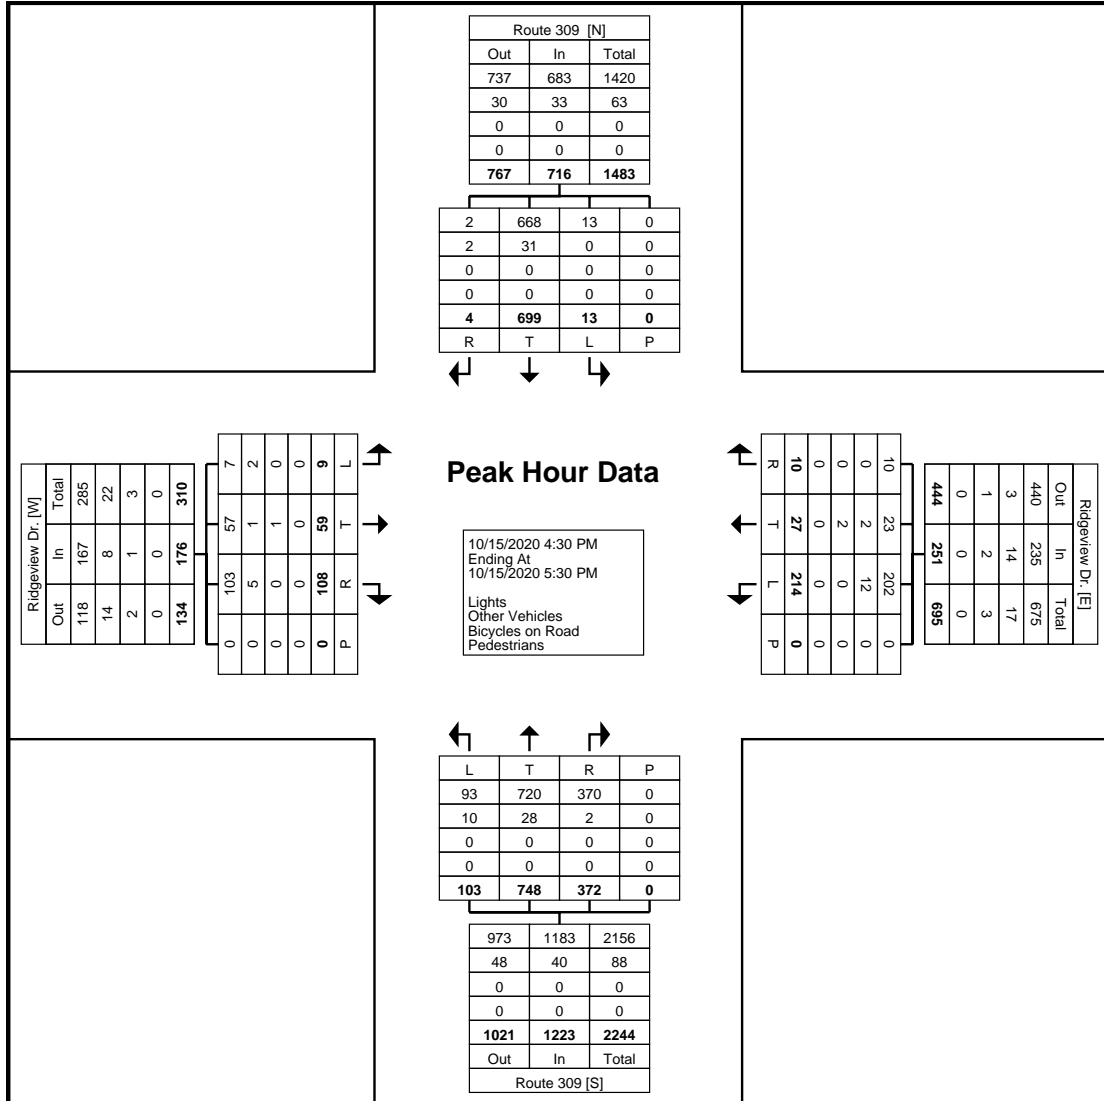 Route 309 [N]
Out In Total
737 683 1420
30 33 63
0 0 0
0 0 0
767 716 1483
2 668 13 0
2 31 0 0
0 0 0 0
0 0 0 0
4 699 13 0
R T L P
Ridgeview Dr. [W]
Total 285 22 3 0 310
In 167 8 1 0 176
Out 118 14 2 0 134
7 2 0 0 9 L
57 1 1 0 59 T
103 5 0 0 108 R
0 0 0 0 0 P
Peak Hour Data
10/15/2020 4:30 PM
Ending At
10/15/2020 5:30 PM
Lights
Other Vehicles
Bicycles on Road
Pedestrians
R 10 0 0 0 10
T 27 0 2 2 23
L 214 0 0 12 202
P 0 0 0 0 0
444 0 1 3 440 Out
251 0 2 14 235 In
695 0 3 17 675 Total
Ridgeview Dr. [E]
L T R P
93 720 370 0
10 28 2 0
0 0 0 0
0 0 0 0
103 748 372 0
973 1183 2156
48 40 88
0 0 0
0 0 0
1021 1223 2244
Out In Total
Route 309 [S]